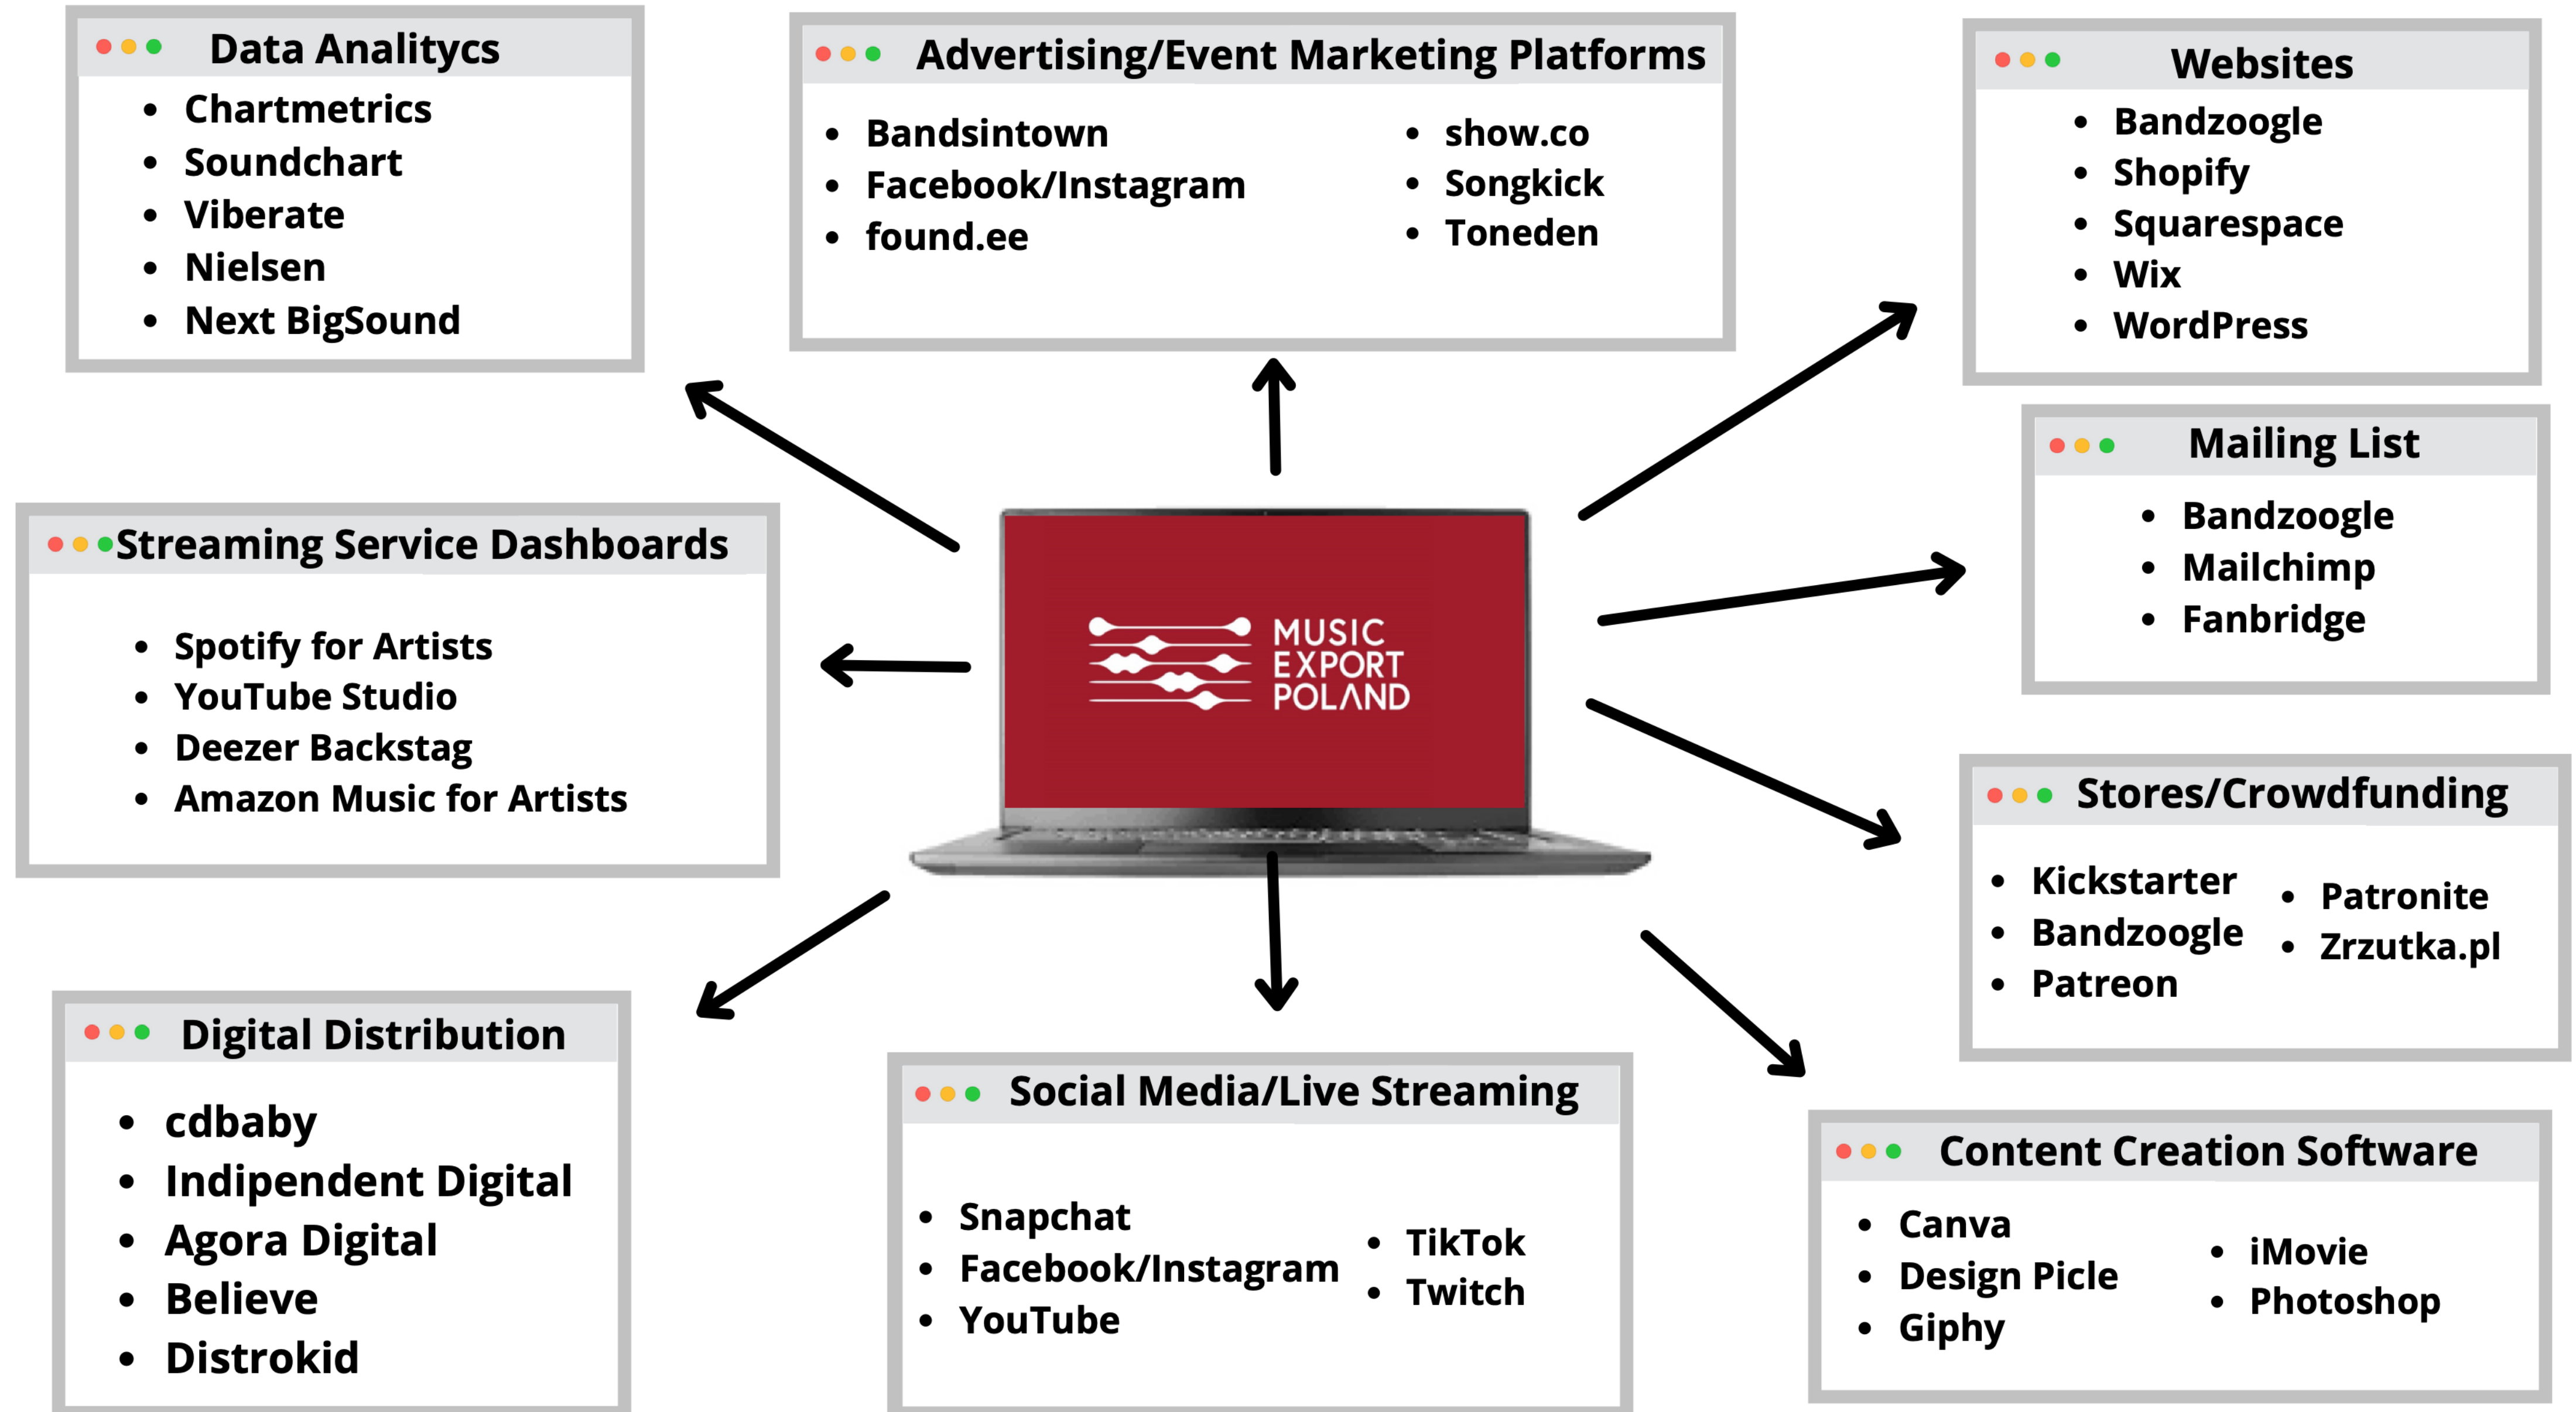 Data Analitycs
Chartmetrics
Soundchart
Viberate
Nielsen
Next BigSound
Advertising/Event Marketing Platforms
Bandsintown
Facebook/Instagram
found.ee
show.co
Songkick
Toneden
Websites
Bandzoogle
Shopify
Squarespace
Wix
WordPress
Mailing List
Bandzoogle
Mailchimp
Fanbridge
Streaming Service Dashboards
Spotify for Artists
YouTube Studio
Deezer Backstag
Amazon Music for Artists
MUSIC
EXPORT
POLAND
Stores/Crowdfunding
Kickstarter
Bandzoogle
Patreon
Patronite
Zrzutka.pl
Digital Distribution
cdbaby
Indipendent Digital
Agora Digital
Believe
Distrokid
Social Media/Live Streaming
Snapchat
Facebook/Instagram
YouTube
TikTok
Twitch
Content Creation Software
Canva
Design Picle
Giphy
iMovie
Photoshop